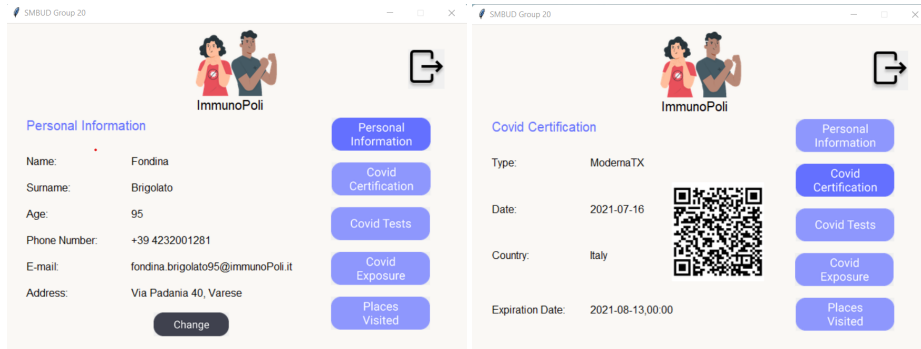 SMBUD Group 20
ImmunoPoli
Personal Information
Name: Fondina
Surname: Brigolato
Age: 95
Phone Number: +39 4232001281
E-mail: fondina.brigolato95@immunoPoli.it
Address: Via Padania 40, Varese
Change
Personal
Information
Covid
Certification
Covid Tests
Covid
Exposure
Places
Visited
SMBUD Group 20
ImmunoPoli
Covid Certification
Type: ModernaTX
Date: 2021-07-16
Country: Italy
Expiration Date: 2021-08-13,00:00
Personal
Information
Covid
Certification
Covid Tests
Covid
Exposure
Places
Visited